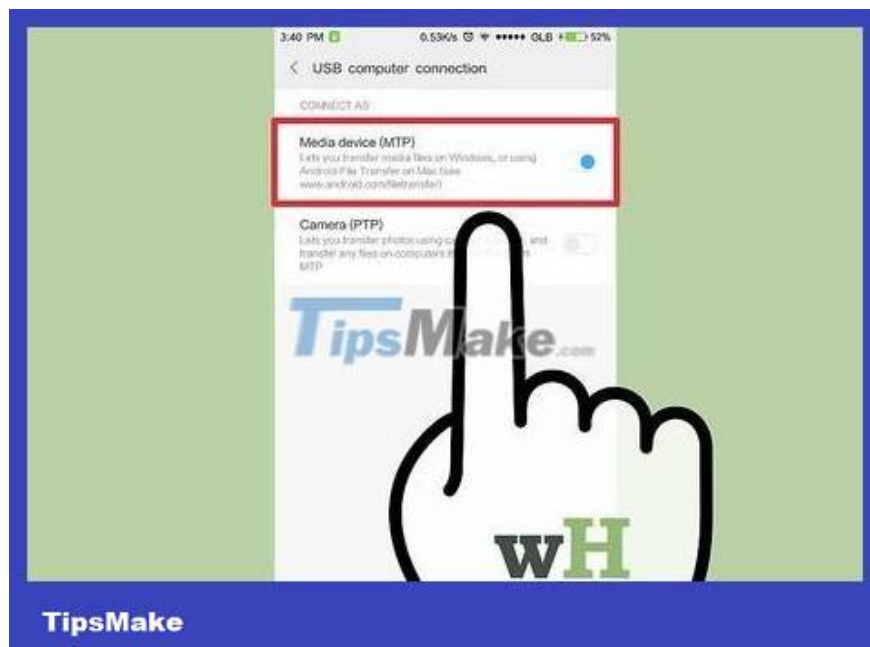 3:40 PM 0.53K/s GLB 52%
USB computer connection
CONNECT AS
Media device (MTP)
Lets you transfer media files on Windows, or using
Android File Transfer on Mac (see
www.android.com/filetransfer)
Camera (PTP)
Lets you transfer photos using and
transfer any files on computers
MTP
TipsMake.com
wH
TipsMake